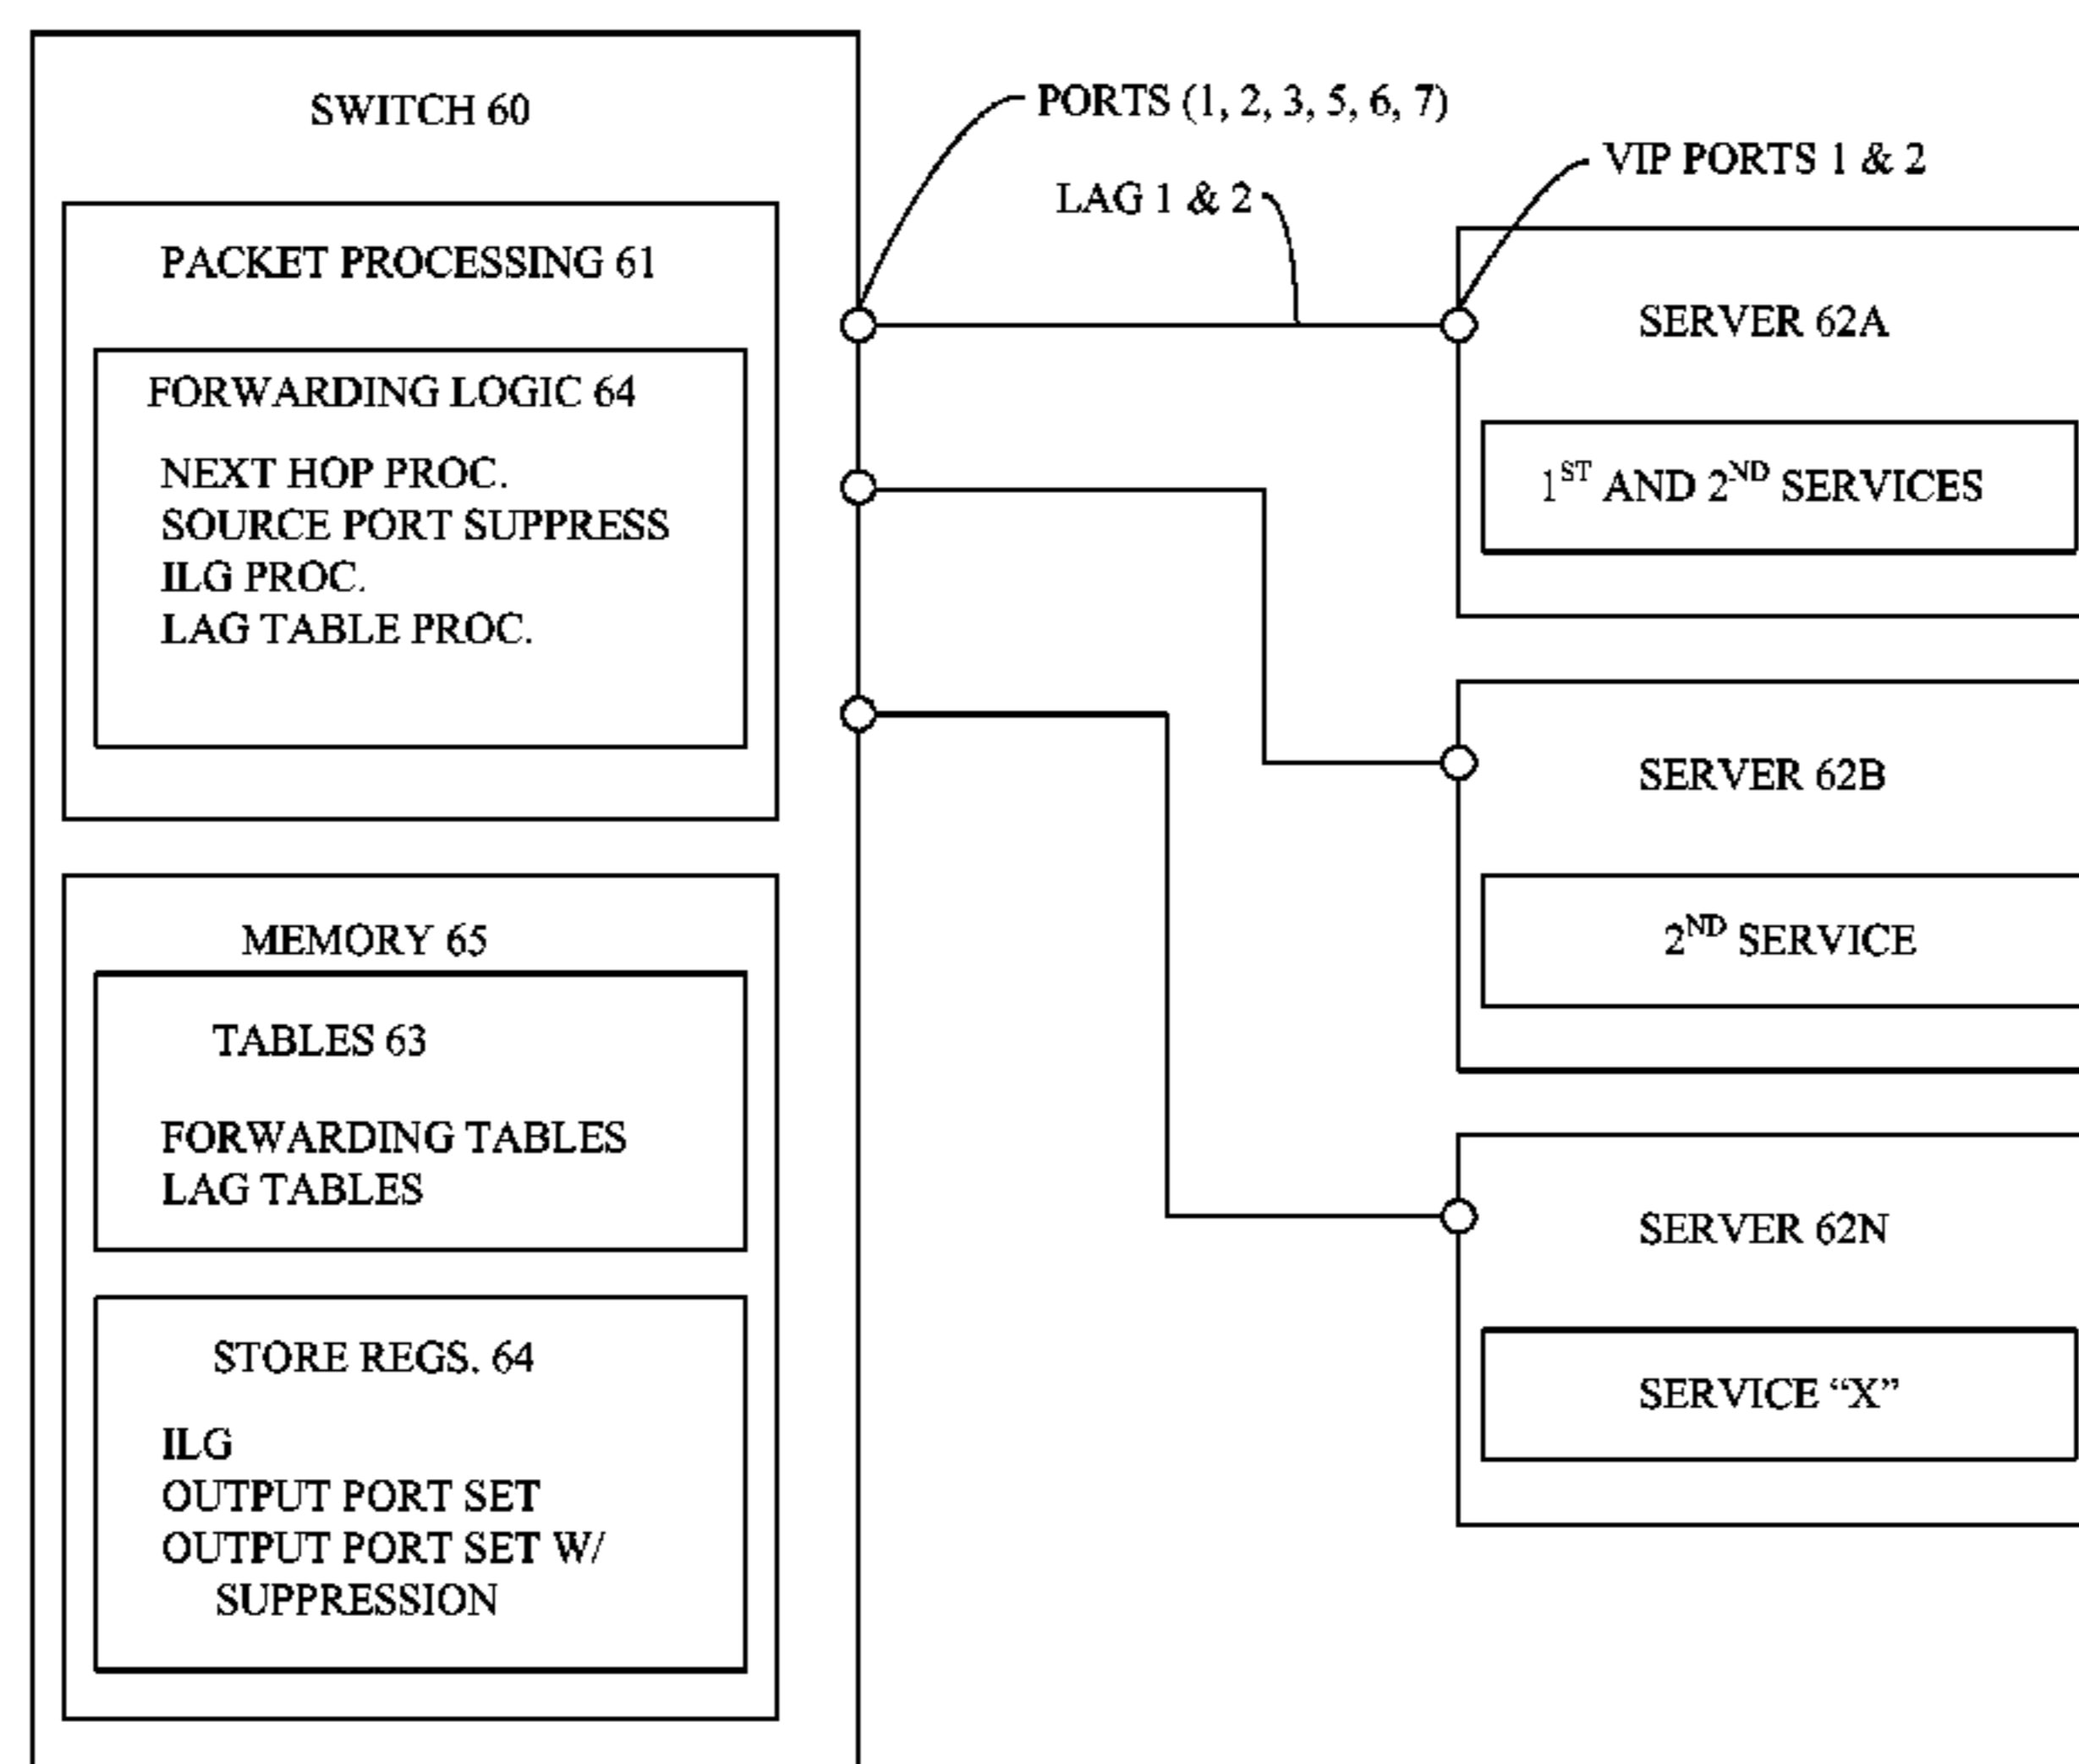 SWITCH 60
PACKET PROCESSING 61
FORWARDING LOGIC 64
NEXT HOP PROC.
SOURCE PORT SUPPRESS
ILG PROC.
LAG TABLE PROC.
MEMORY 65
TABLES 63
FORWARDING TABLES
LAG TABLES
STORE REGS. 64
ILG
OUTPUT PORT SET
OUTPUT PORT SET W/
SUPPRESSION
PORTS (1, 2, 3, 5, 6, 7)
LAG 1 & 2
VIP PORTS 1 & 2
SERVER 62A
1ST AND 2ND SERVICES
SERVER 62B
2ND SERVICE
SERVER 62N
SERVICE “X”